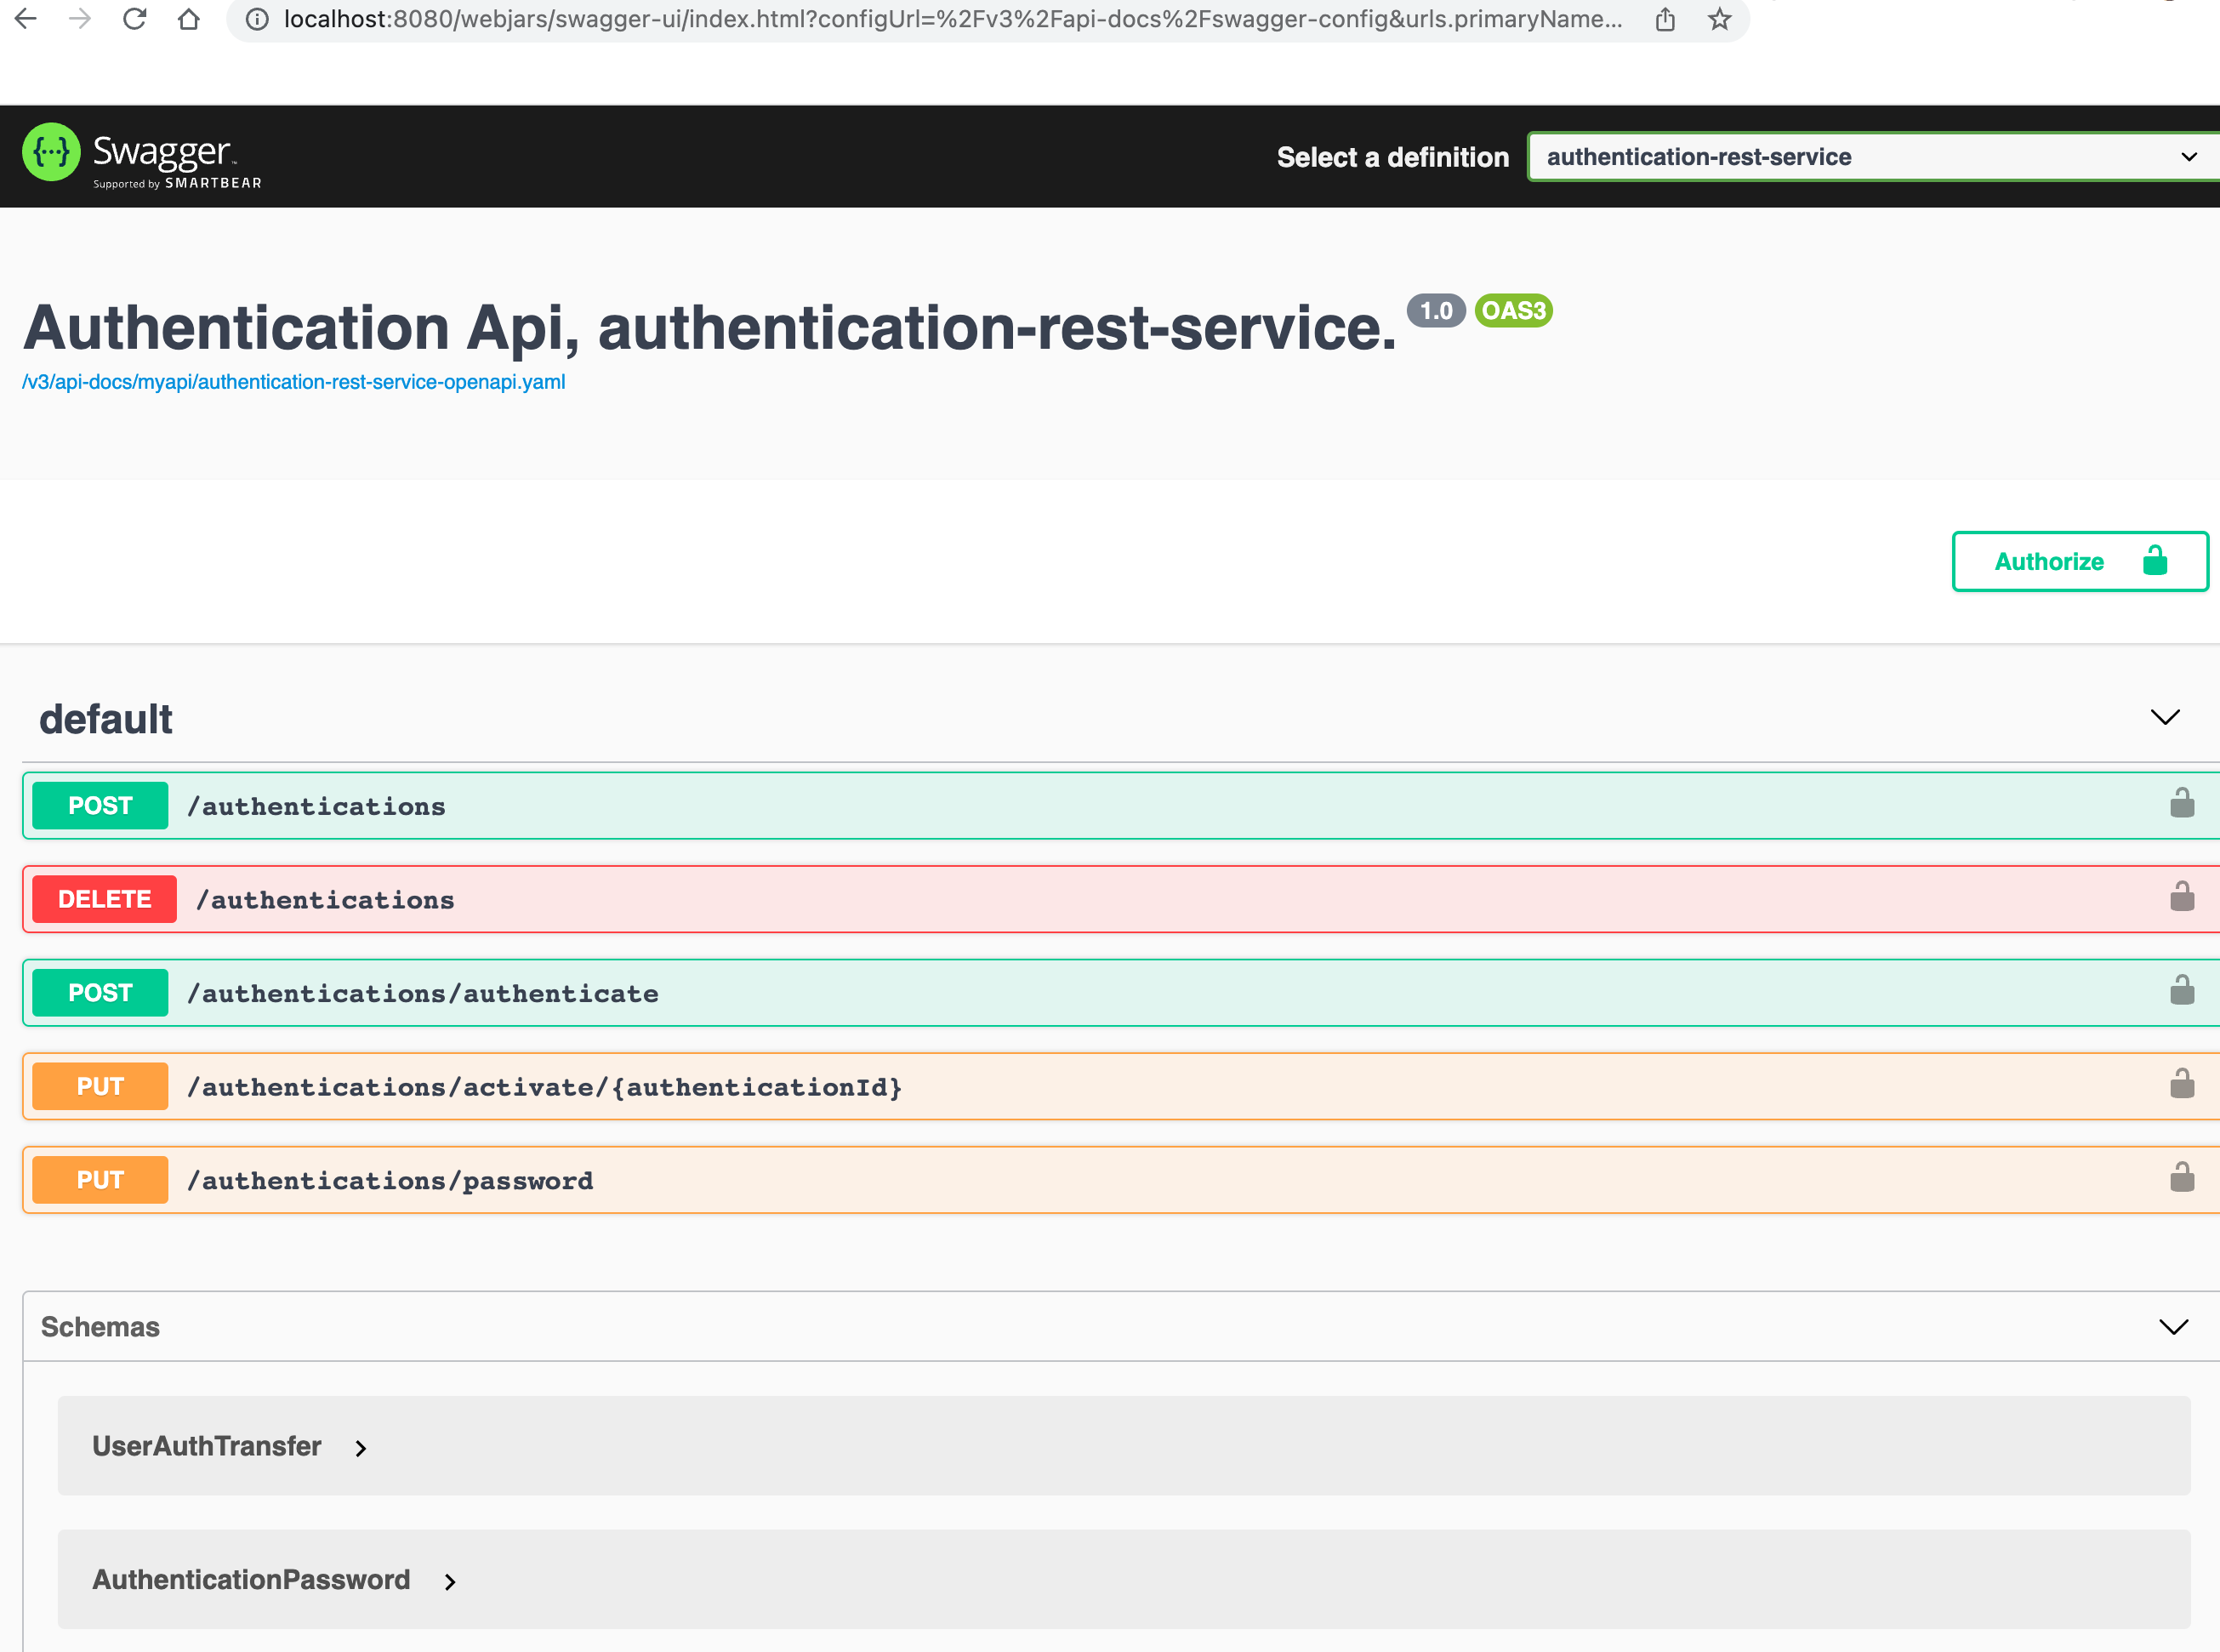 localhost:8080/webjars/swagger-ui/index.html?configUrl=%2Fv3%2Fapi-docs%2Fswagger-config&urls.primaryName...
{···} Swagger™
Supported by SMARTBEAR
Select a definition
authentication-rest-service
Authentication Api, authentication-rest-service. 1.0 OAS3
/v3/api-docs/myapi/authentication-rest-service-openapi.yaml
Authorize
default
POST /authentications
DELETE /authentications
POST /authentications/authenticate
PUT /authentications/activate/{authenticationId}
PUT /authentications/password
Schemas
UserAuthTransfer
AuthenticationPassword